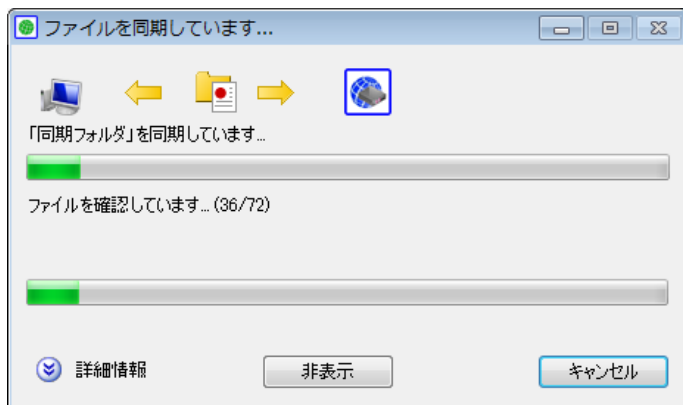 ファイルを同期しています...
「同期フォルダ」を同期しています...
ファイルを確認しています...(36/72)
詳細情報
非表示
キャンセル